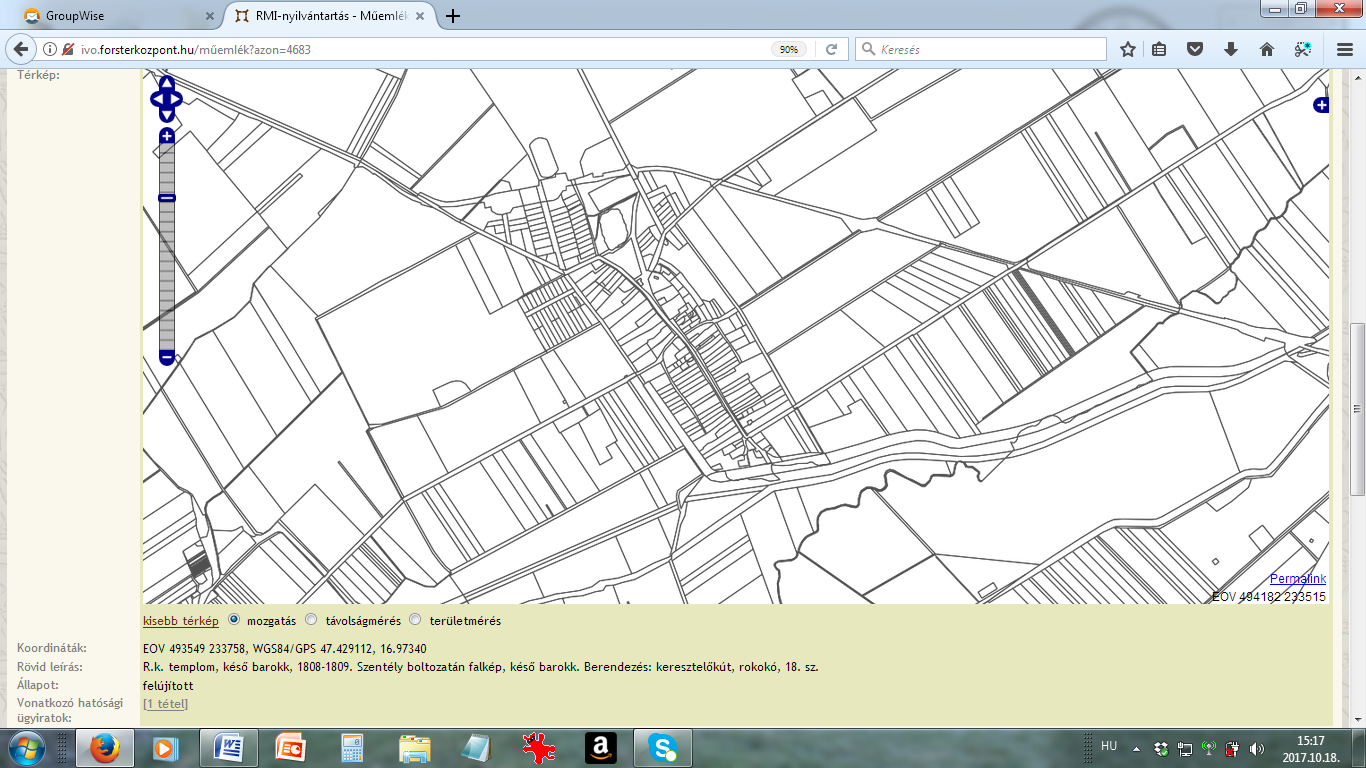 GroupWise
RMI-nyilvántartás - Műemlék
ivo.forsterkozpont.hu/műemlék?azon=4683
90%
Keresés
Térkép:
Permalink
EOV 494182 233515
kisebb térkép mozgatás távolságmérés területmérés
Koordináták: EOV 493549 233758, WGS84/GPS 47.429112, 16.97340
Rövid leírás: R.k. templom, késő barokk, 1808-1809. Szentély boltozatán falkép, késő barokk. Berendezés: keresztelőkút, rokokó, 18. sz.
Állapot: felújított
Vonatkozó hatósági ügyiratok: [1 tétel]
HU
15:17
2017.10.18.